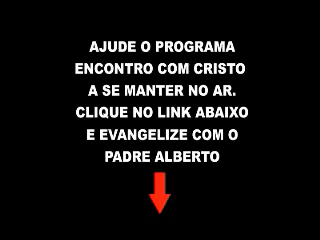 AJUDE O PROGRAMA
ENCONTRO COM CRISTO
A SE MANTER NO AR.
CLIQUE NO LINK ABAIXO
E EVANGELIZE COM O
PADRE ALBERTO